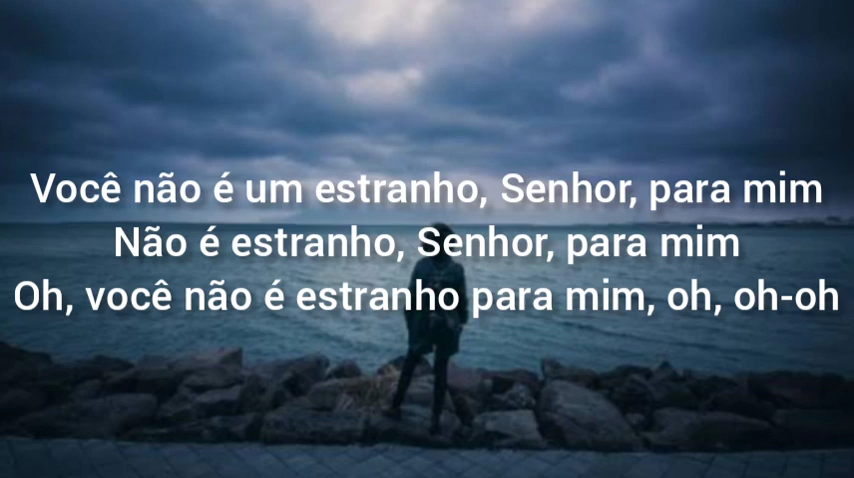 Você não é um estranho, Senhor, para mim
Não é estranho, Senhor, para mim
Oh, você não é estranho para mim, oh, oh-oh